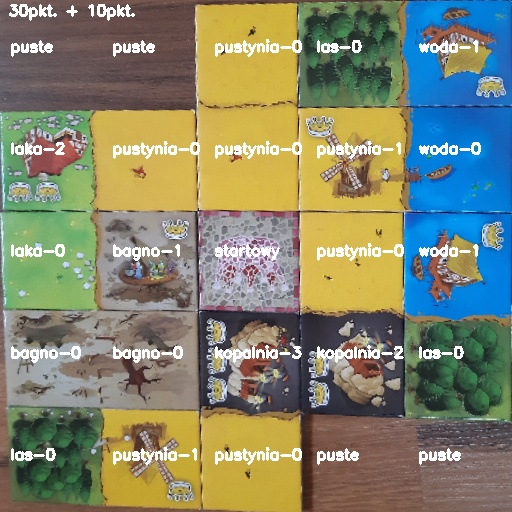 30pkt. + 10pkt.
puste puste pustynia-0 las-0 woda-1
laka-2 pustynia-0 pustynia-0 pustynia-1 woda-0
laka-0 bagno-1 startowy pustynia-0 woda-1
bagno-0 bagno-0 kopalnia-3 kopalnia-2 las-0
las-0 pustynia-1 pustynia-0 puste puste